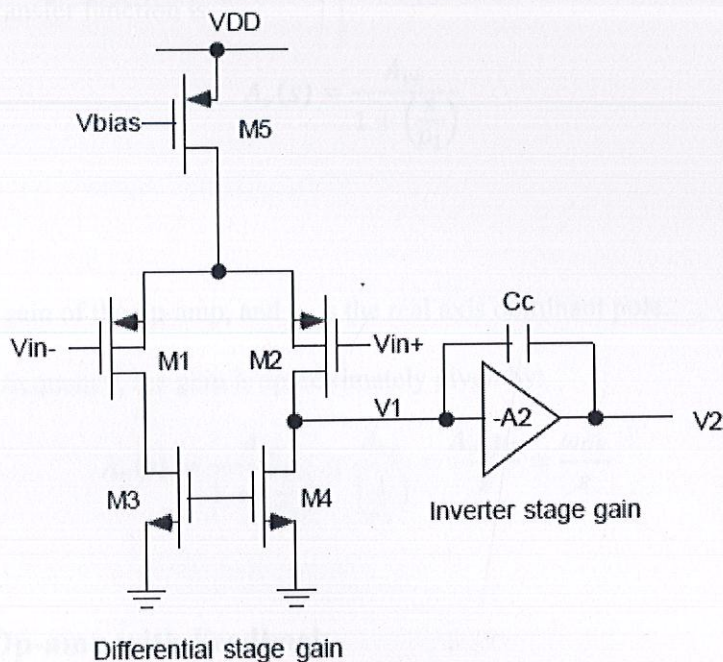 VDD
Vbias
M5
Cc
Vin-
M1
M2
Vin+
V1
-A2
V2
M3
M4
Inverter stage gain
Differential stage gain